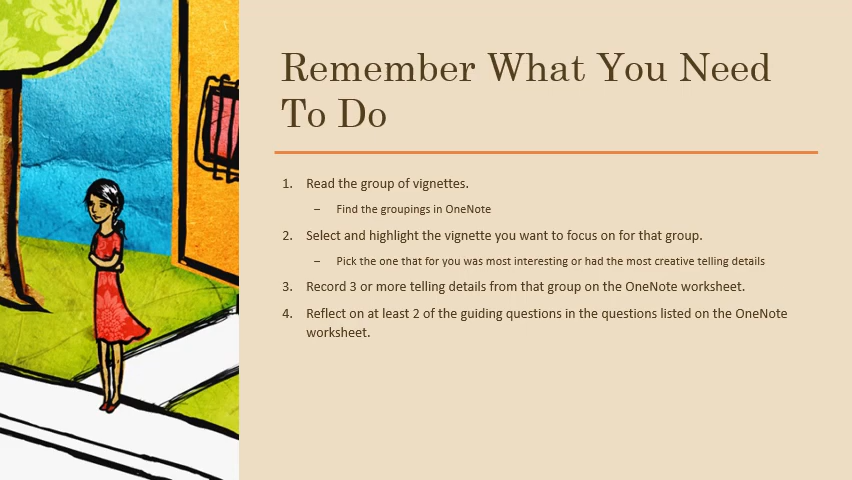 Remember What You Need
To Do
1. Read the group of vignettes.
– Find the groupings in OneNote
2. Select and highlight the vignette you want to focus on for that group.
– Pick the one that for you was most interesting or had the most creative telling details
3. Record 3 or more telling details from that group on the OneNote worksheet.
4. Reflect on at least 2 of the guiding questions in the questions listed on the OneNote
worksheet.